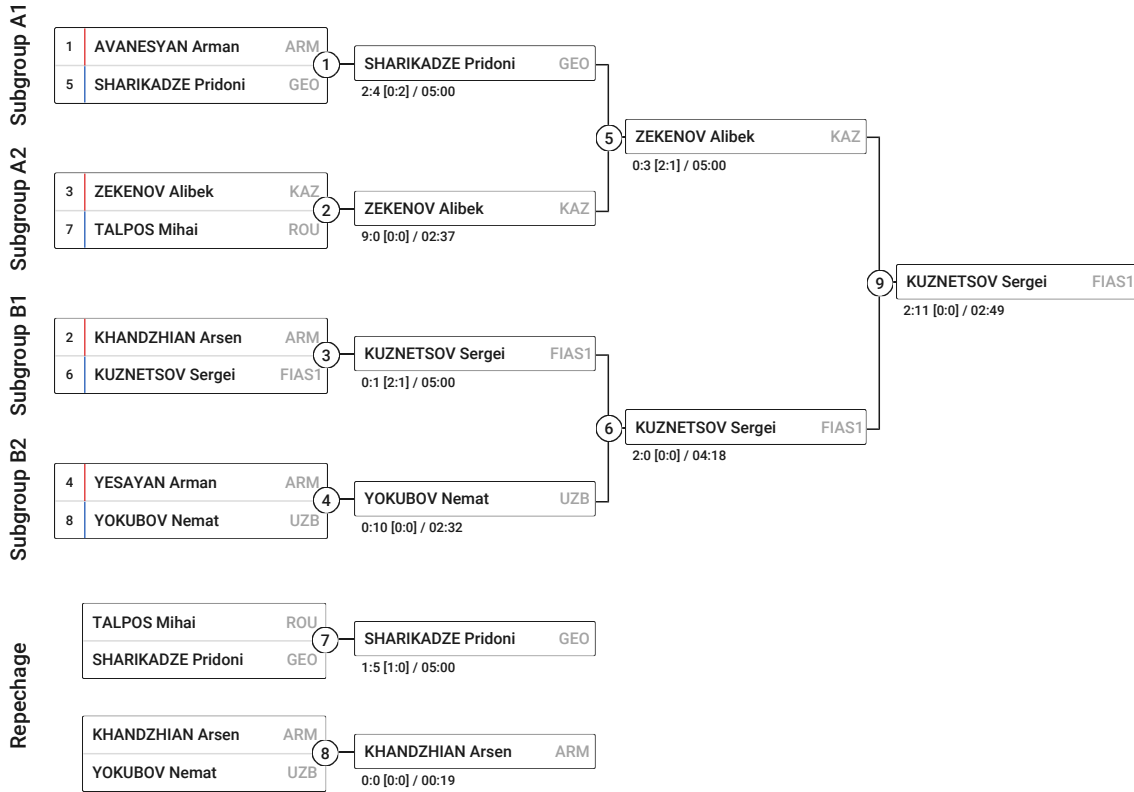 Subgroup A1
1 AVANESYAN Arman ARM
5 SHARIKADZE Pridoni GEO
1
SHARIKADZE Pridoni GEO
2:4 [0:2] / 05:00
Subgroup A2
3 ZEKENOV Alibek KAZ
7 TALPOS Mihai ROU
2
ZEKENOV Alibek KAZ
9:0 [0:0] / 02:37
5
ZEKENOV Alibek KAZ
0:3 [2:1] / 05:00
Subgroup B1
2 KHANDZHIAN Arsen ARM
6 KUZNETSOV Sergei FIAS1
3
KUZNETSOV Sergei FIAS1
0:1 [2:1] / 05:00
Subgroup B2
4 YESAYAN Arman ARM
8 YOKUBOV Nemat UZB
4
YOKUBOV Nemat UZB
0:10 [0:0] / 02:32
6
KUZNETSOV Sergei FIAS1
2:0 [0:0] / 04:18
9
KUZNETSOV Sergei FIAS1
2:11 [0:0] / 02:49
Repechage
TALPOS Mihai ROU
SHARIKADZE Pridoni GEO
7
SHARIKADZE Pridoni GEO
1:5 [1:0] / 05:00
KHANDZHIAN Arsen ARM
YOKUBOV Nemat UZB
8
KHANDZHIAN Arsen ARM
0:0 [0:0] / 00:19